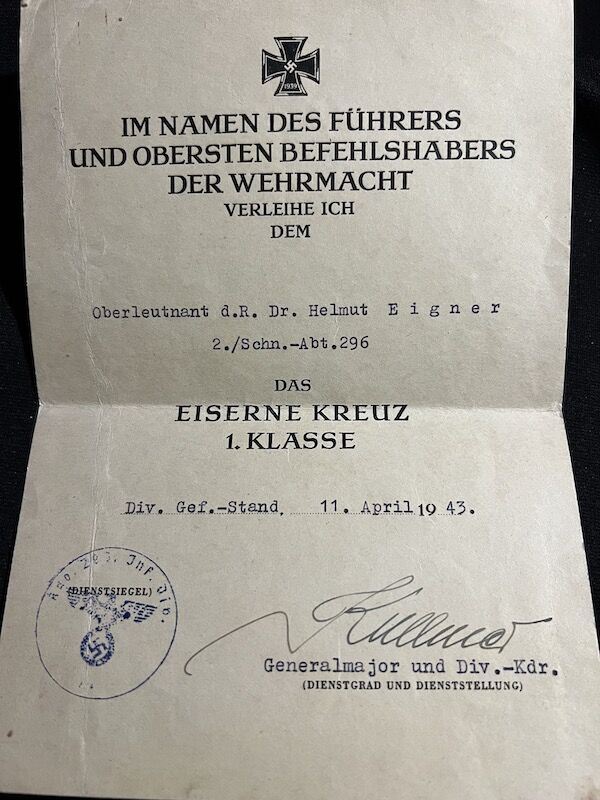 1939
IM NAMEN DES FÜHRERS
UND OBERSTEN BEFEHLSHABERS
DER WEHRMACHT
VERLEIHE ICH
DEM
Oberleutnant d.R. Dr. Helmut E i g n e r
2./Schn.-Abt.296
DAS
EISERNE KREUZ
1. KLASSE
Div. Gef.-Stand, 11. April 1943.
Inf. Div.
(DIENSTSIEGEL)
Generalmajor und Div.-Kdr.
(DIENSTGRAD UND DIENSTSTELLUNG)